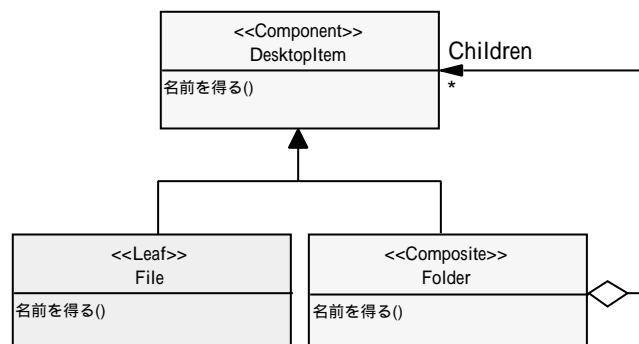 <<Component>>
DesktopItem
Children
名前を得る()
*
<<Leaf>>
File
名前を得る()
<<Composite>>
Folder
名前を得る()